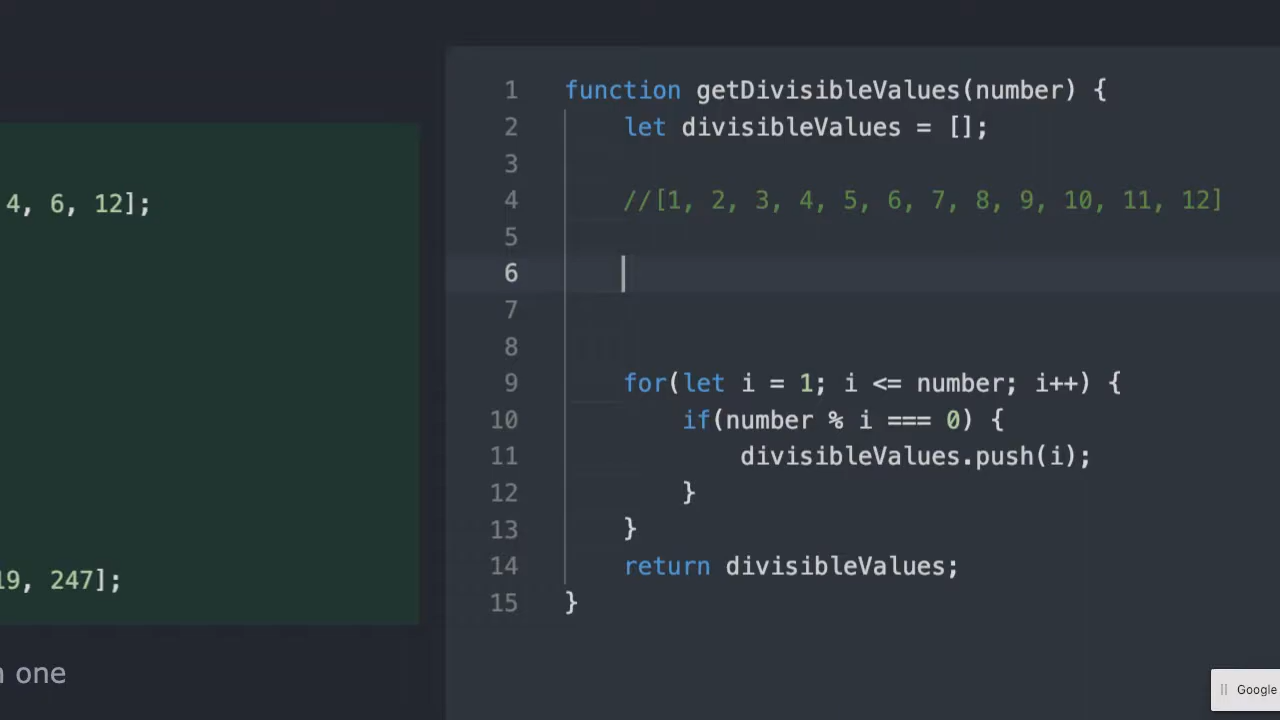 4, 6, 12];
19, 247];
one
1 function getDivisibleValues(number) {
2 let divisibleValues = [];
3
4 //[1, 2, 3, 4, 5, 6, 7, 8, 9, 10, 11, 12]
5
6
7
8
9 for(let i = 1; i <= number; i++) {
10 if(number % i === 0) {
11 divisibleValues.push(i);
12 }
13 }
14 return divisibleValues;
15 }
Google